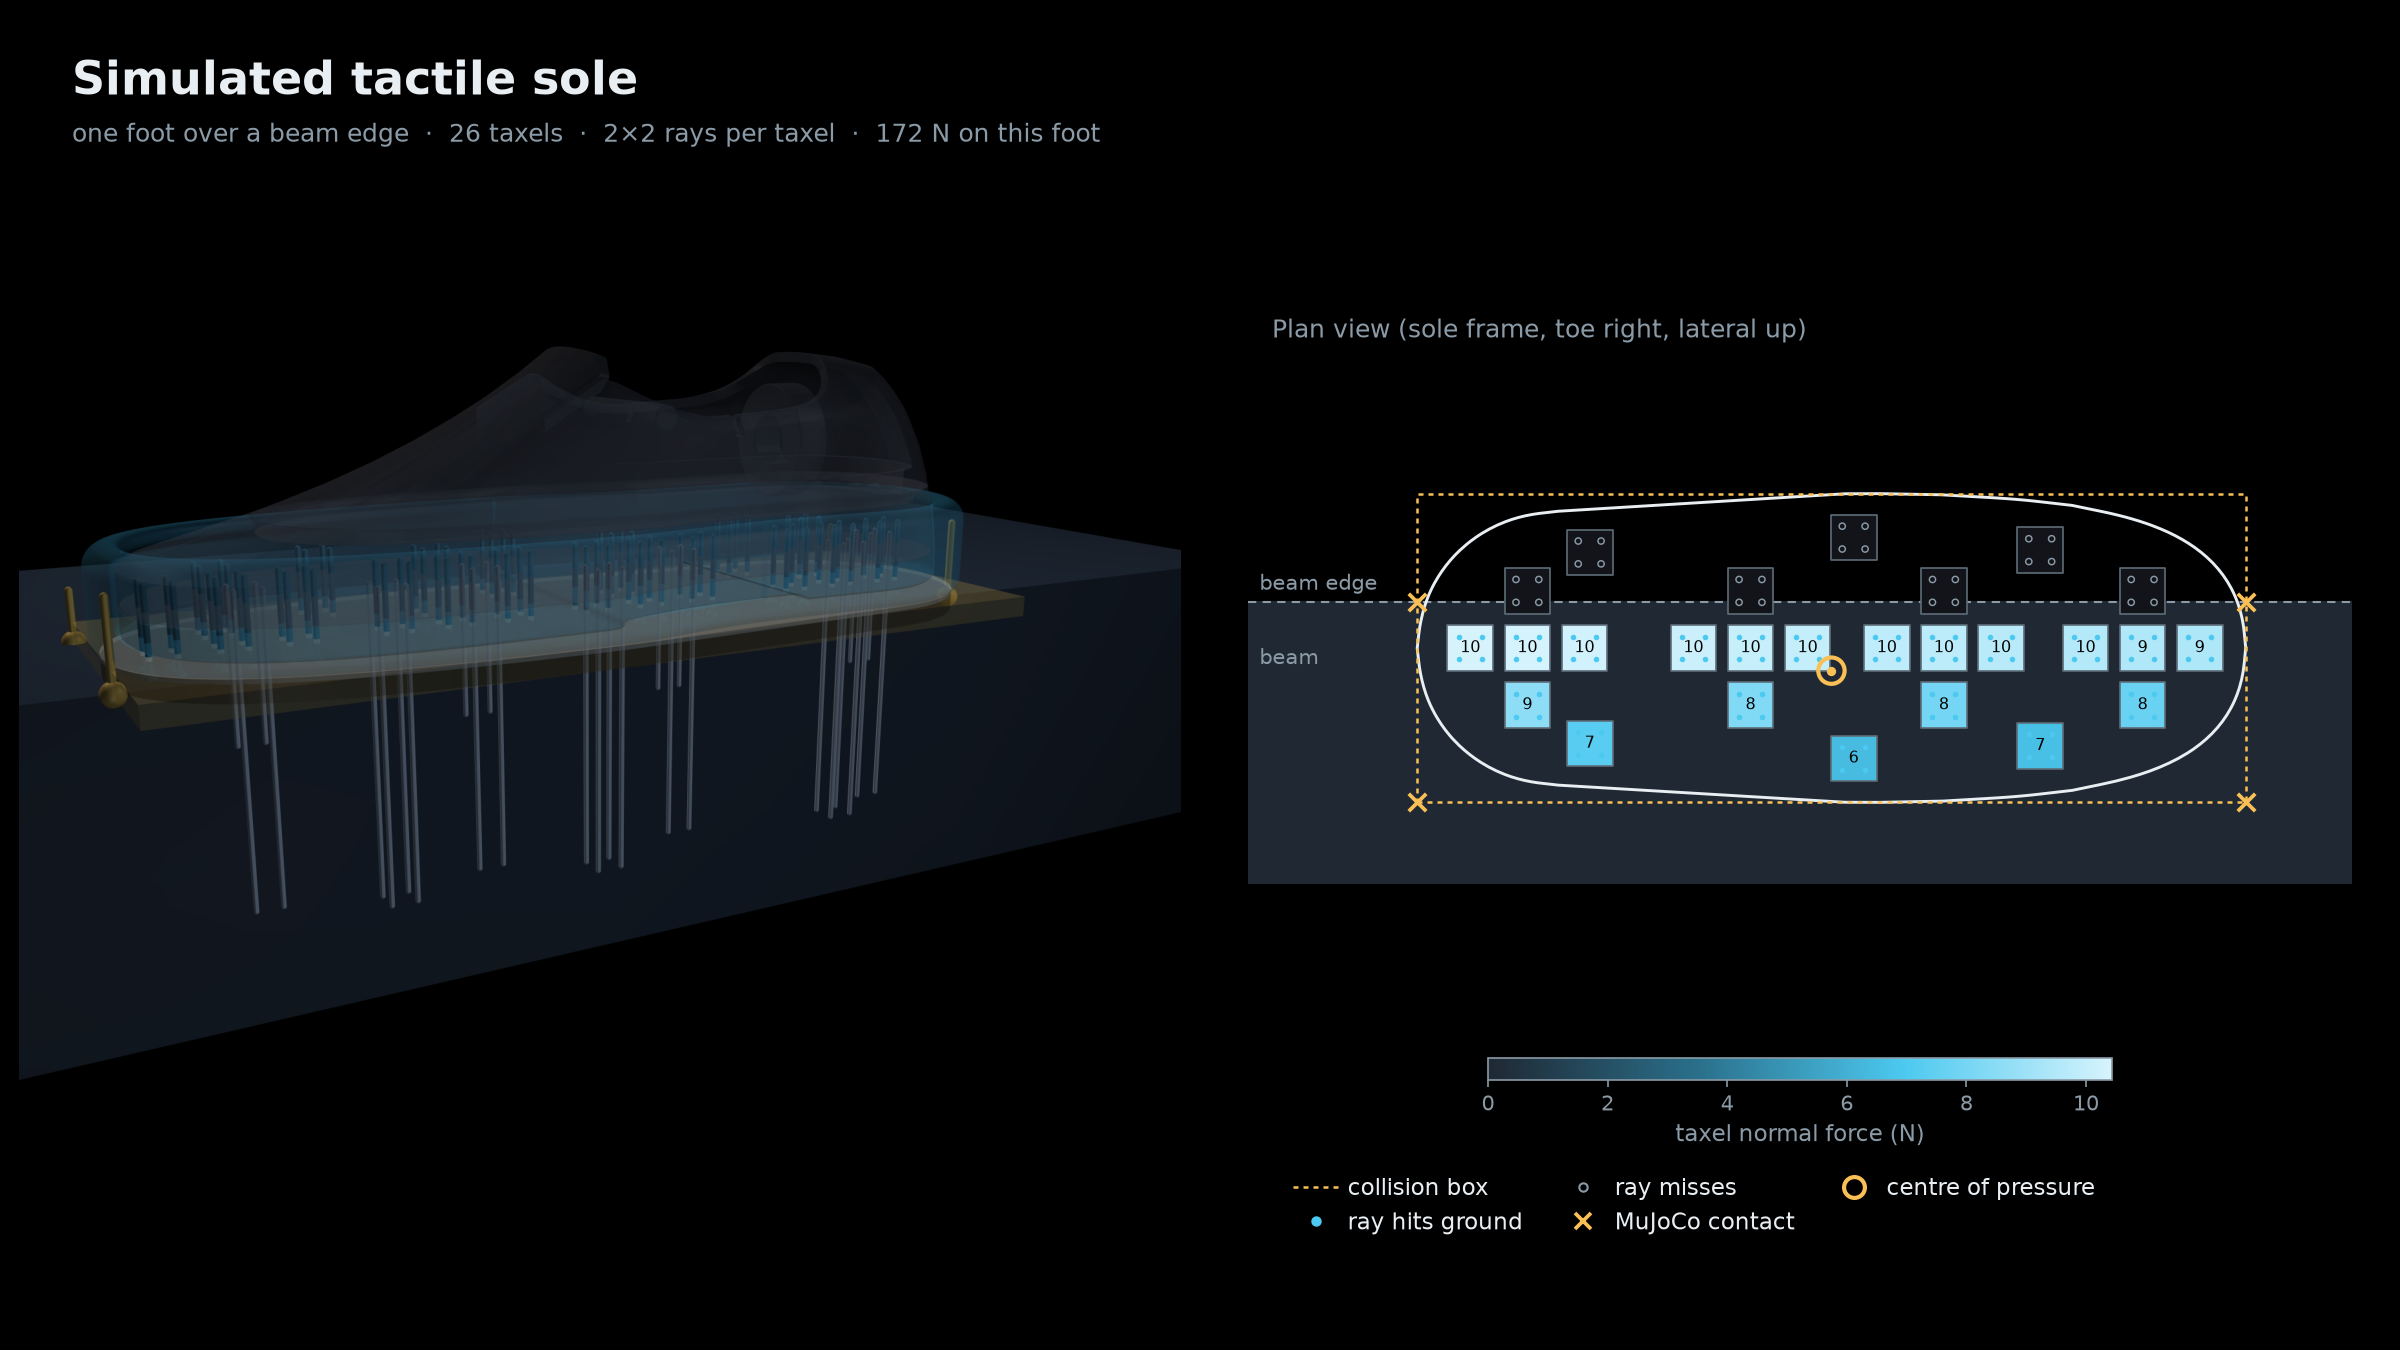 Simulated tactile sole
one foot over a beam edge · 26 taxels · 2×2 rays per taxel · 172 N on this foot
Plan view (sole frame, toe right, lateral up)
beam edge
beam
10 10 10 10 10 10 10 10 10 10 9 9
9 8 8 8
7 6 7
0 2 4 6 8 10
taxel normal force (N)
collision box ray misses centre of pressure
ray hits ground MuJoCo contact